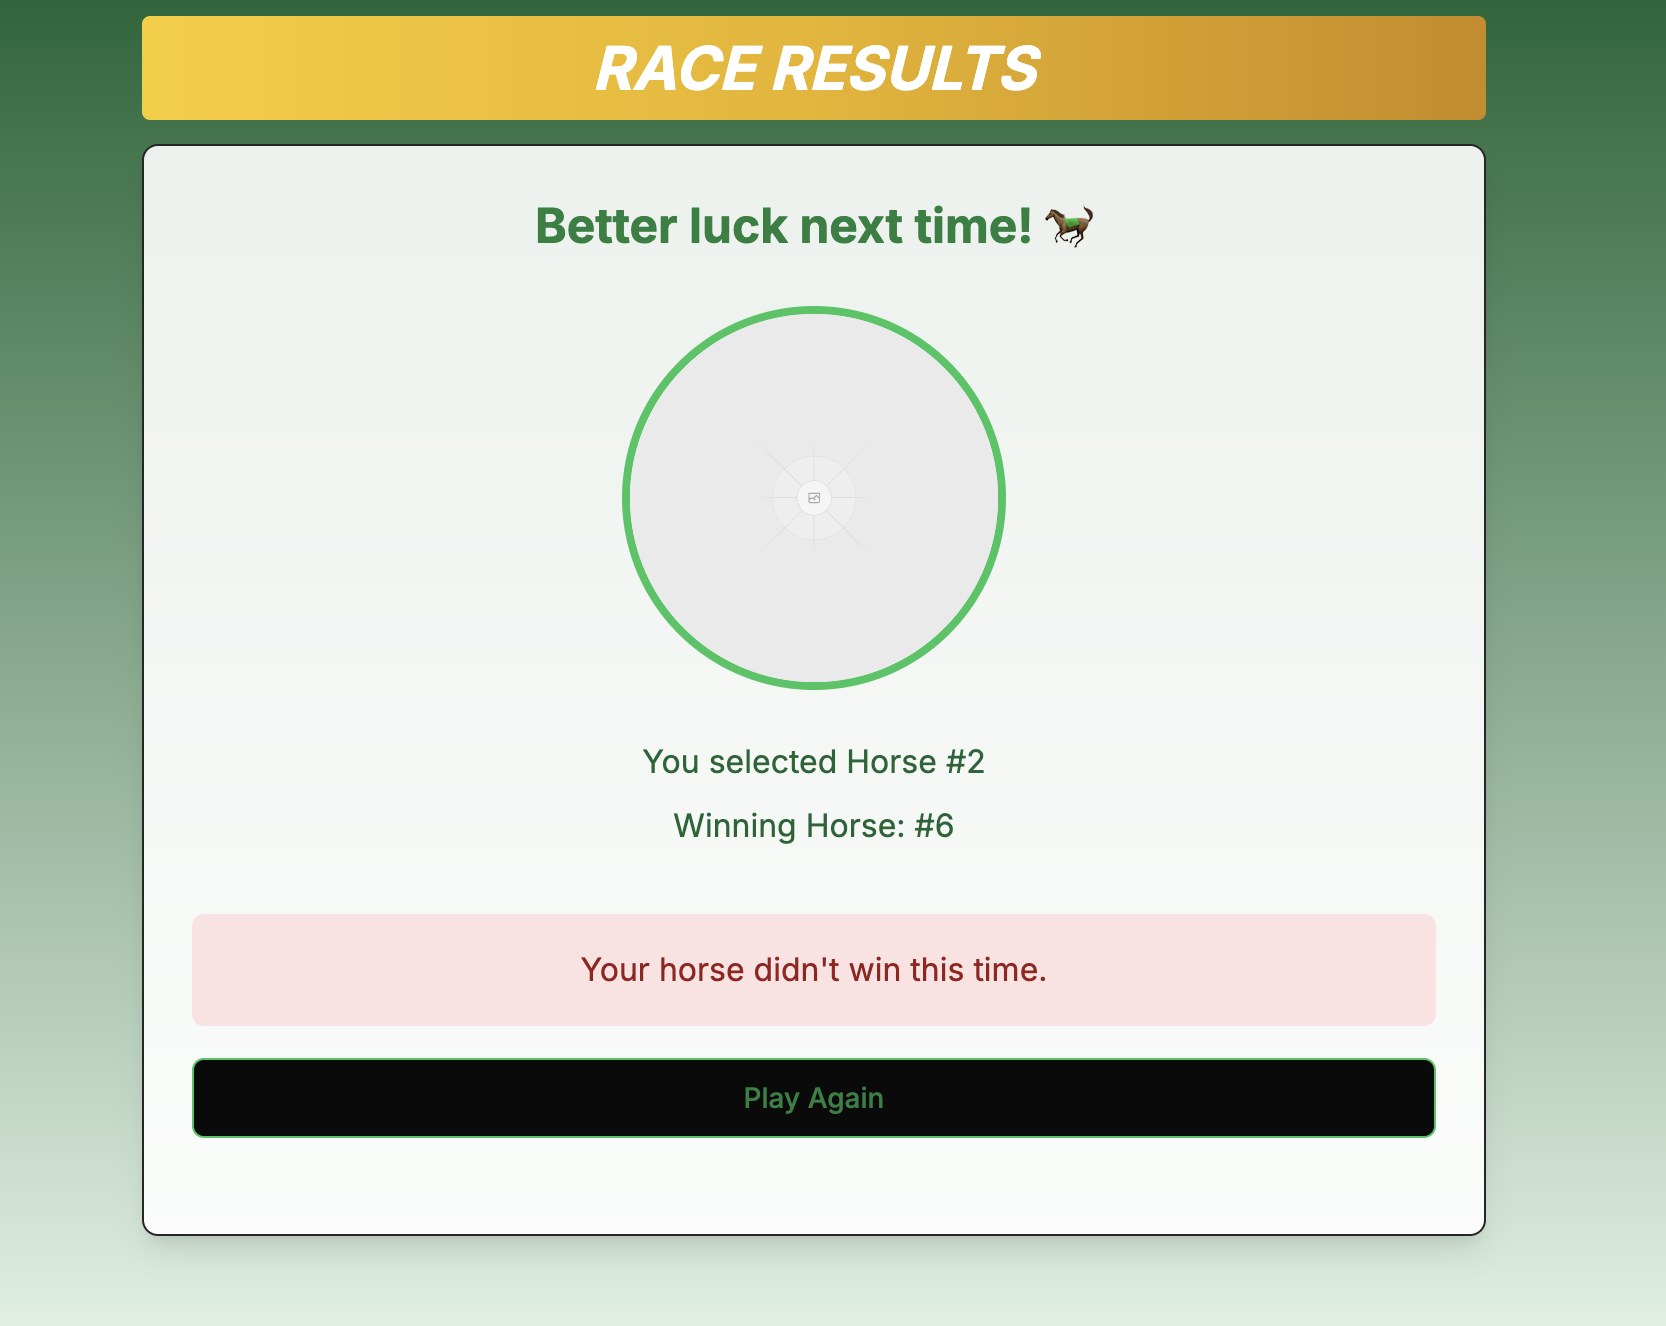 RACE RESULTS
Better luck next time! 🐎
You selected Horse #2
Winning Horse: #6
Your horse didn't win this time.
Play Again